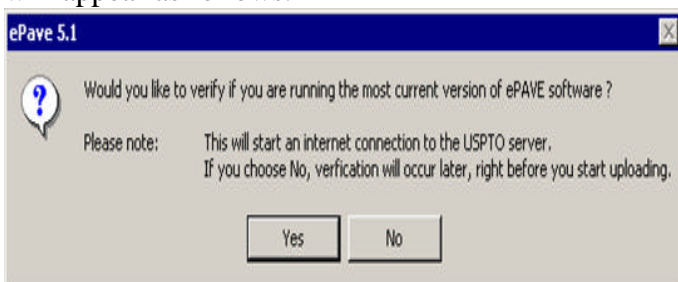 ePave 5.1
Would you like to verify if you are running the most current version of ePAVE software ?
Please note: This will start an internet connection to the USPTO server.
If you choose No, verfication will occur later, right before you start uploading.
Yes No